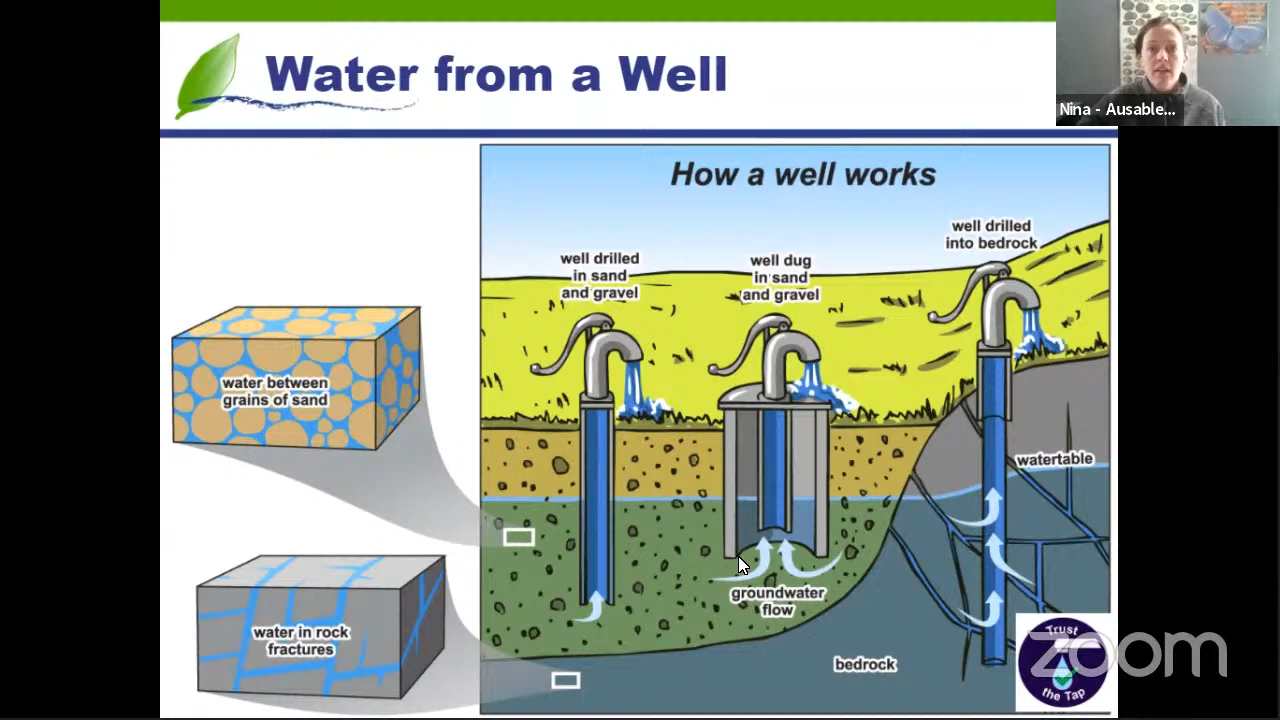 Water from a Well
Nina - Ausable...
How a well works
well drilled
in sand
and gravel
well dug
in sand
and gravel
well drilled
into bedrock
water between
grains of sand
watertable
groundwater
flow
water in rock
fractures
bedrock
Trust
the Tap
zoom